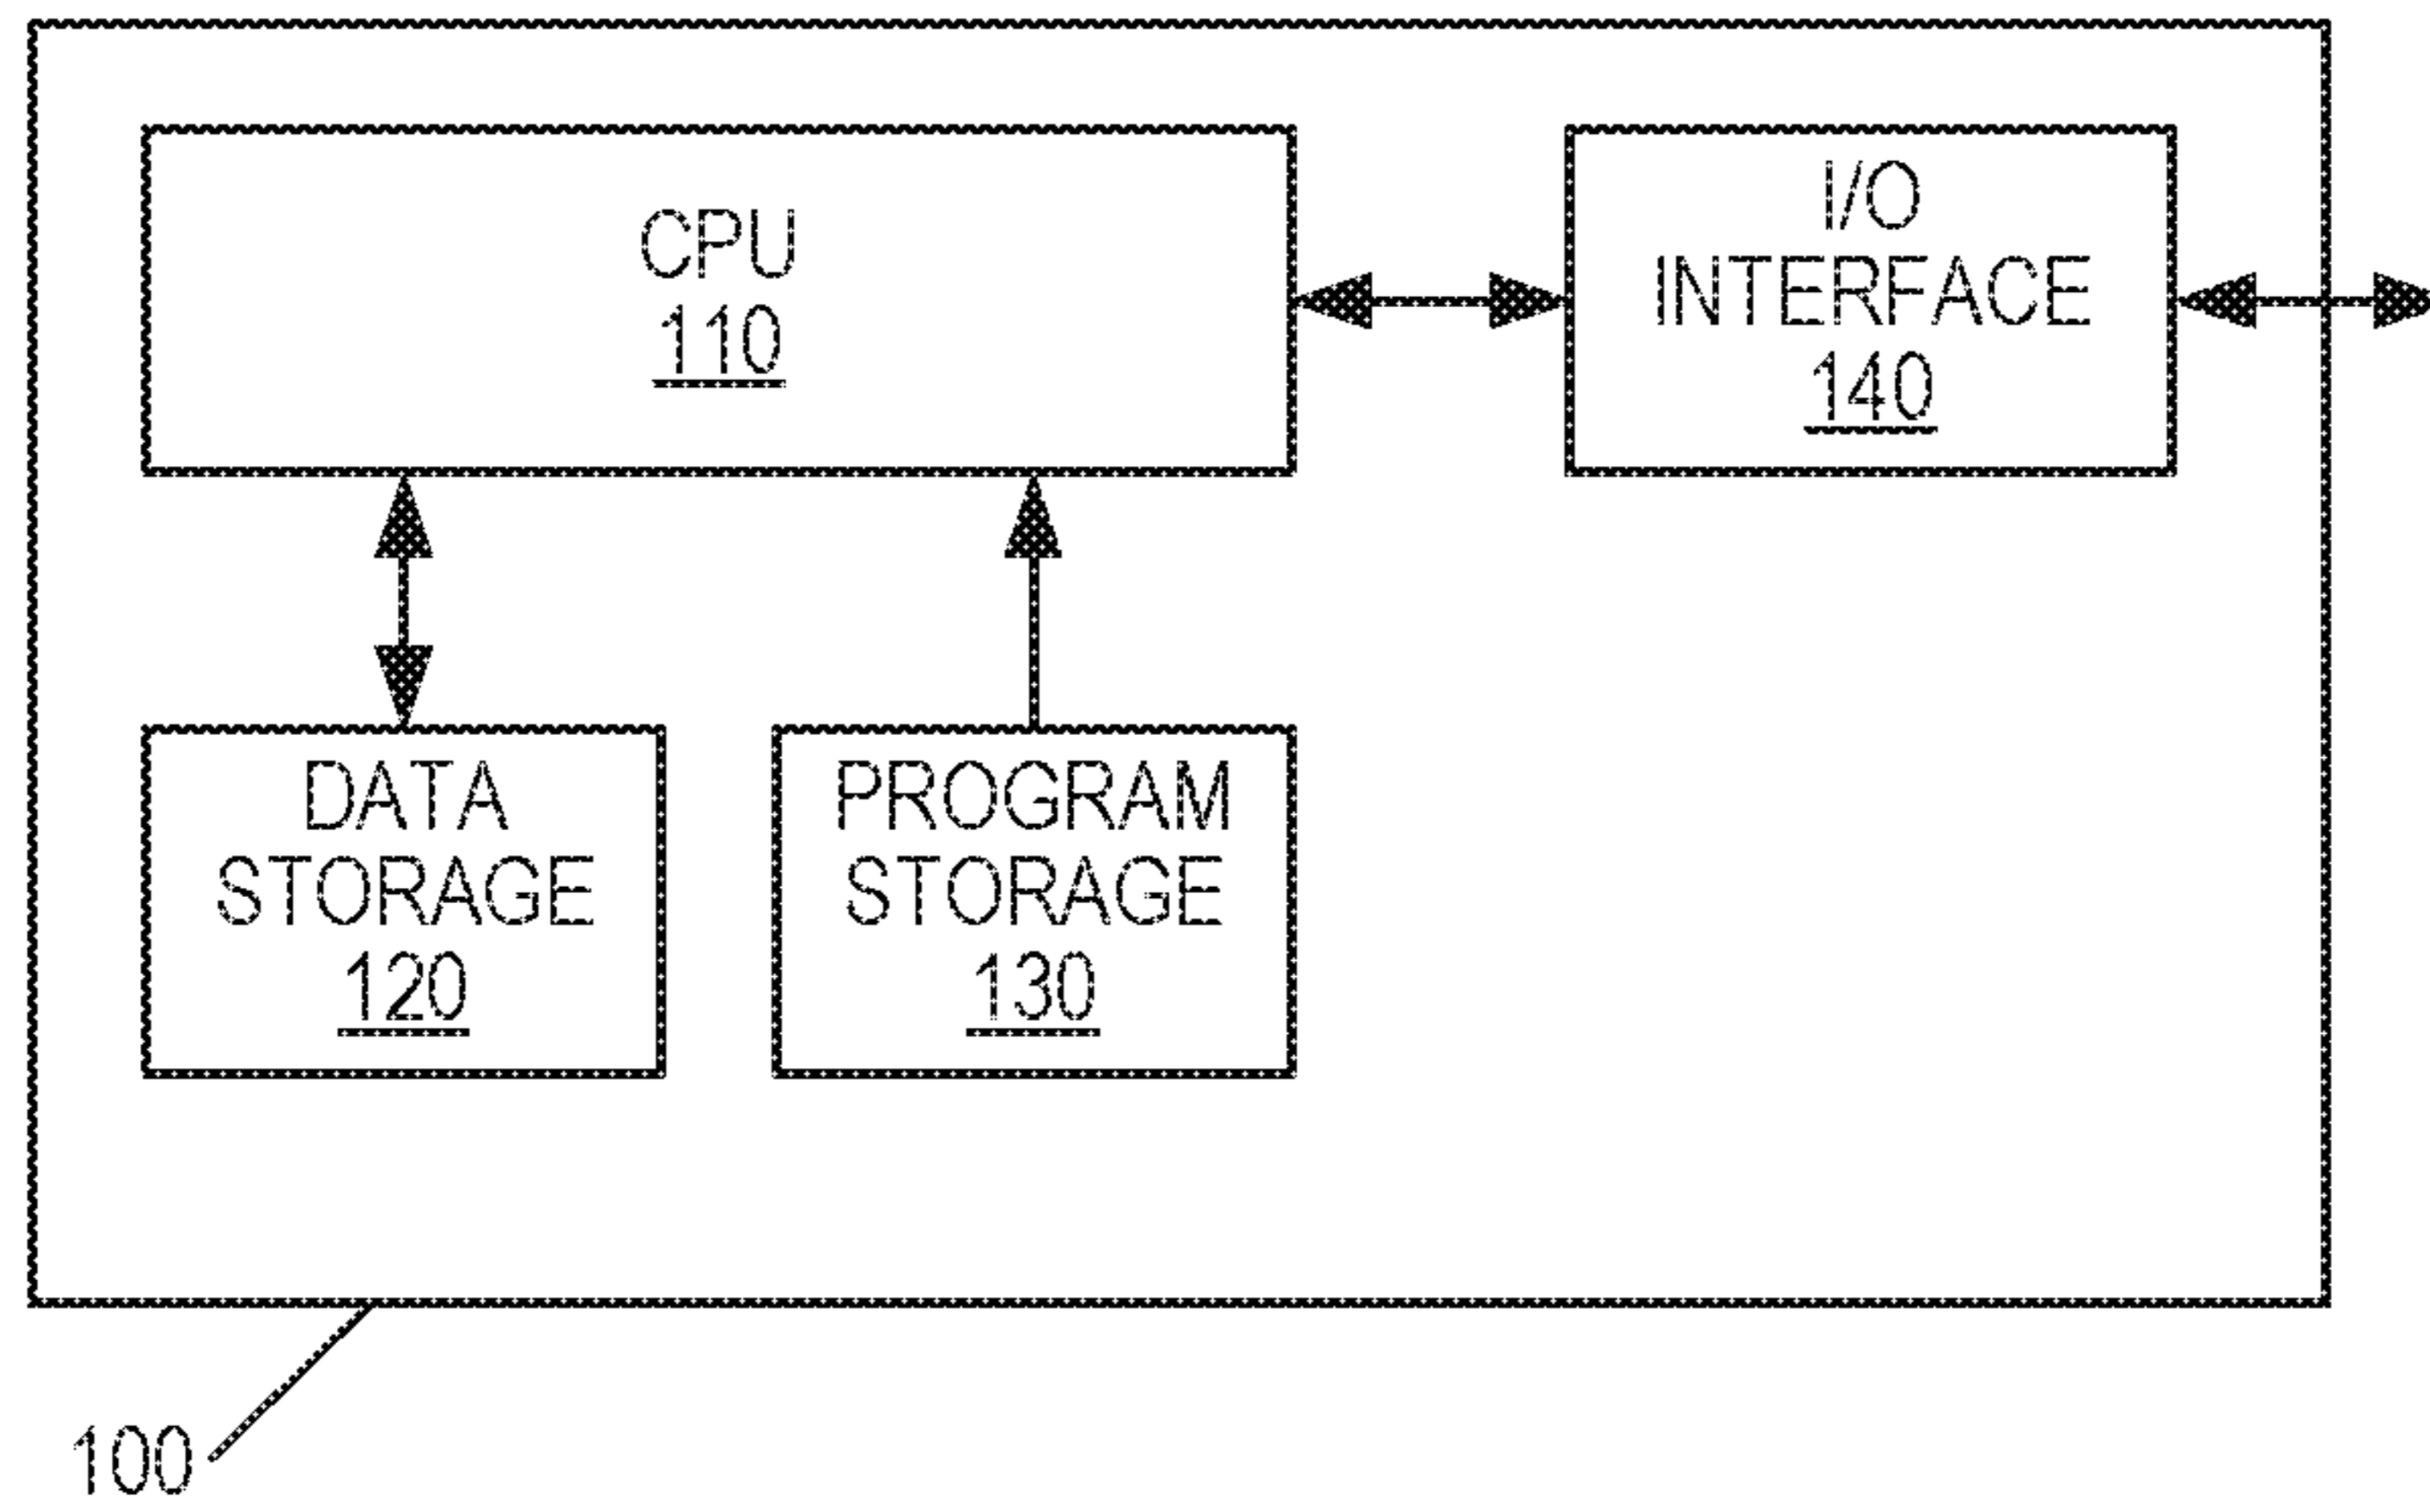 CPU
110
I/O
INTERFACE
140
DATA
STORAGE
120
PROGRAM
STORAGE
130
100